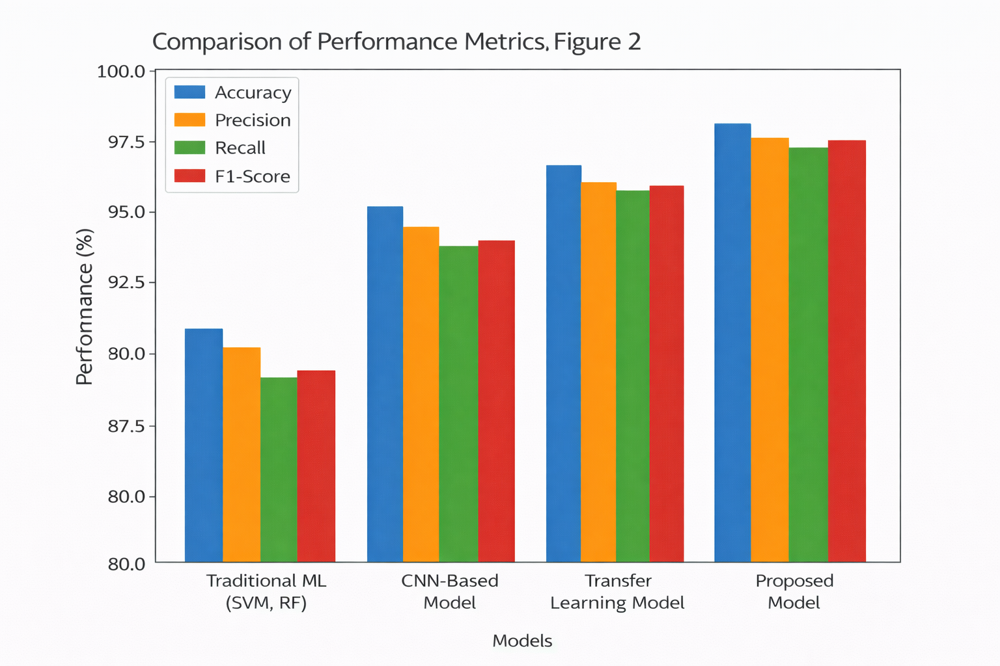 Comparison of Performance Metrics, Figure 2
100.0
97.5
95.0
92.5
80.0
87.5
80.0
80.0
Performance (%)
Accuracy
Precision
Recall
F1-Score
Traditional ML
(SVM, RF)
CNN-Based
Model
Transfer
Learning Model
Proposed
Model
Models